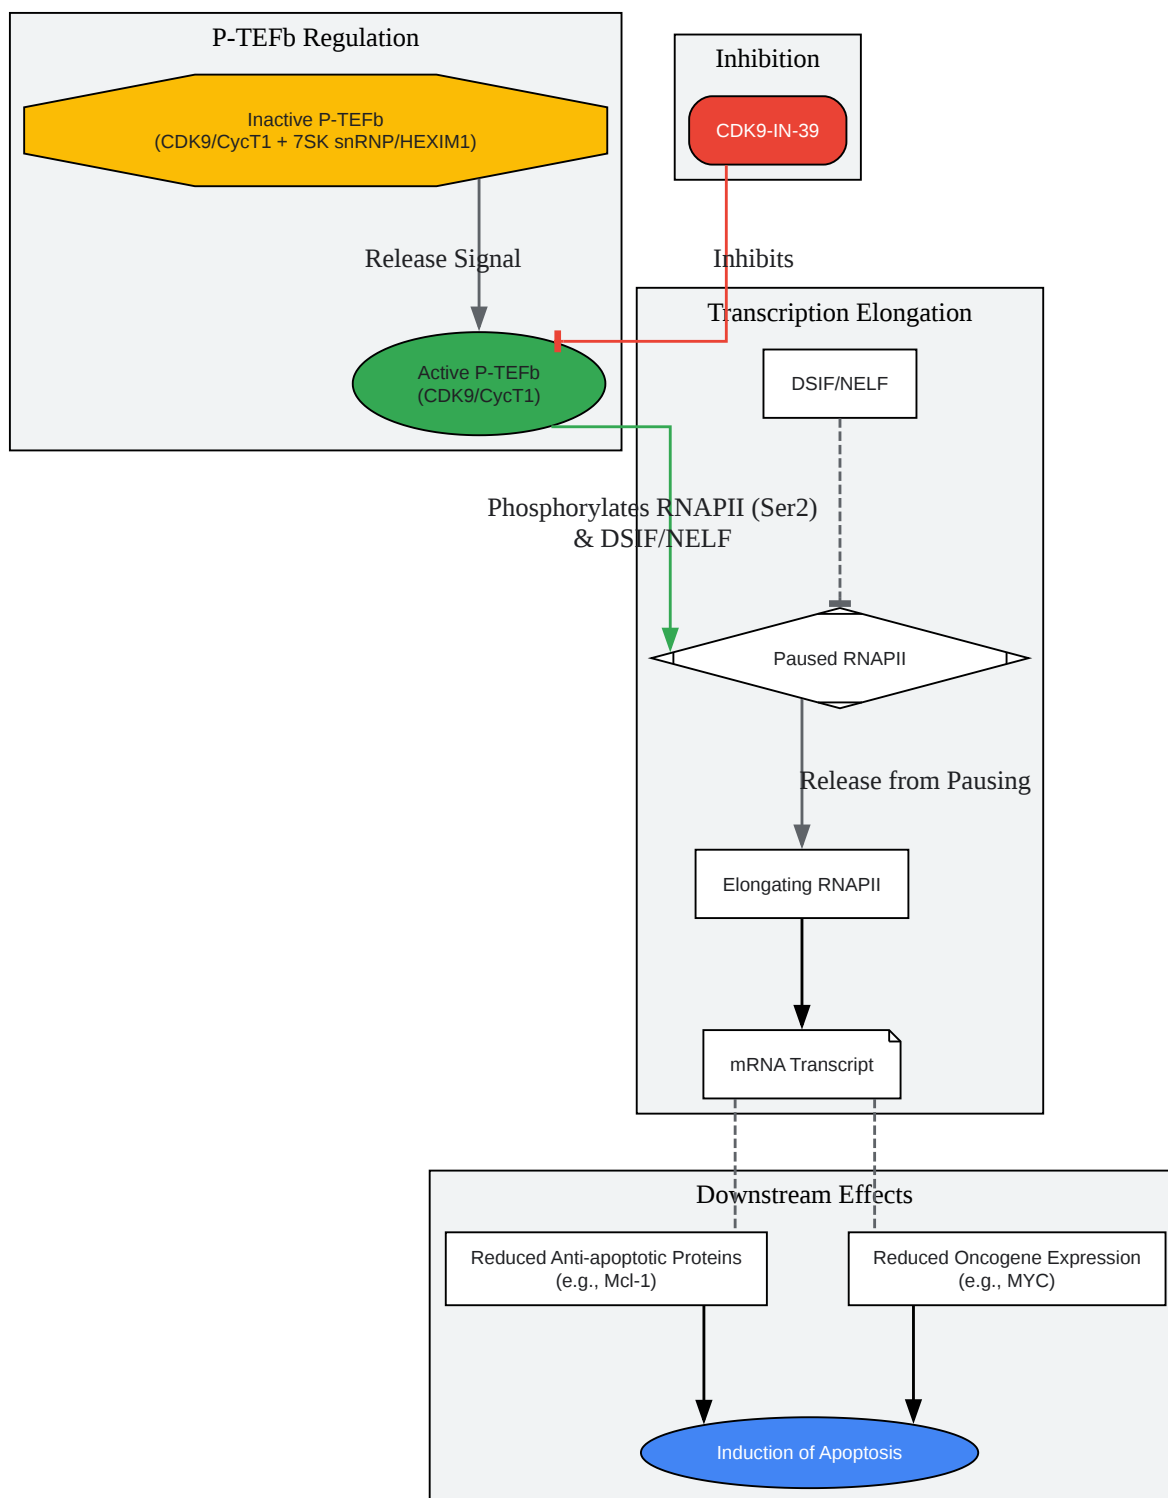 P-TEFb Regulation
Inactive P-TEFb
(CDK9/CycT1 + 7SK snRNP/HEXIM1)
Inhibition
CDK9-IN-39
Release Signal
Inhibits
Active P-TEFb
(CDK9/CycT1)
Transcription Elongation
DSIF/NELF
Phosphorylates RNAPII (Ser2)
& DSIF/NELF
Paused RNAPII
Release from Pausing
Elongating RNAPII
mRNA Transcript
Downstream Effects
Reduced Anti-apoptotic Proteins
(e.g., Mcl-1)
Reduced Oncogene Expression
(e.g., MYC)
Induction of Apoptosis